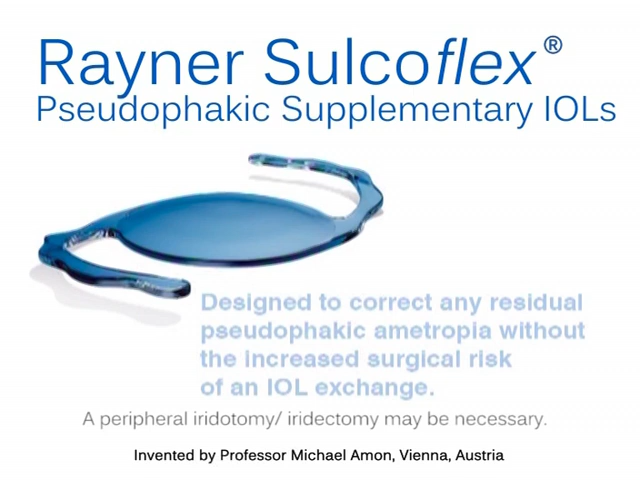 Rayner Sulcoflex®
Pseudophakic Supplementary IOLs
Designed to correct any residual
pseudophakic ametropia without
the increased surgical risk
of an IOL exchange.
A peripheral iridotomy/ iridectomy may be necessary.
Invented by Professor Michael Amon, Vienna, Austria